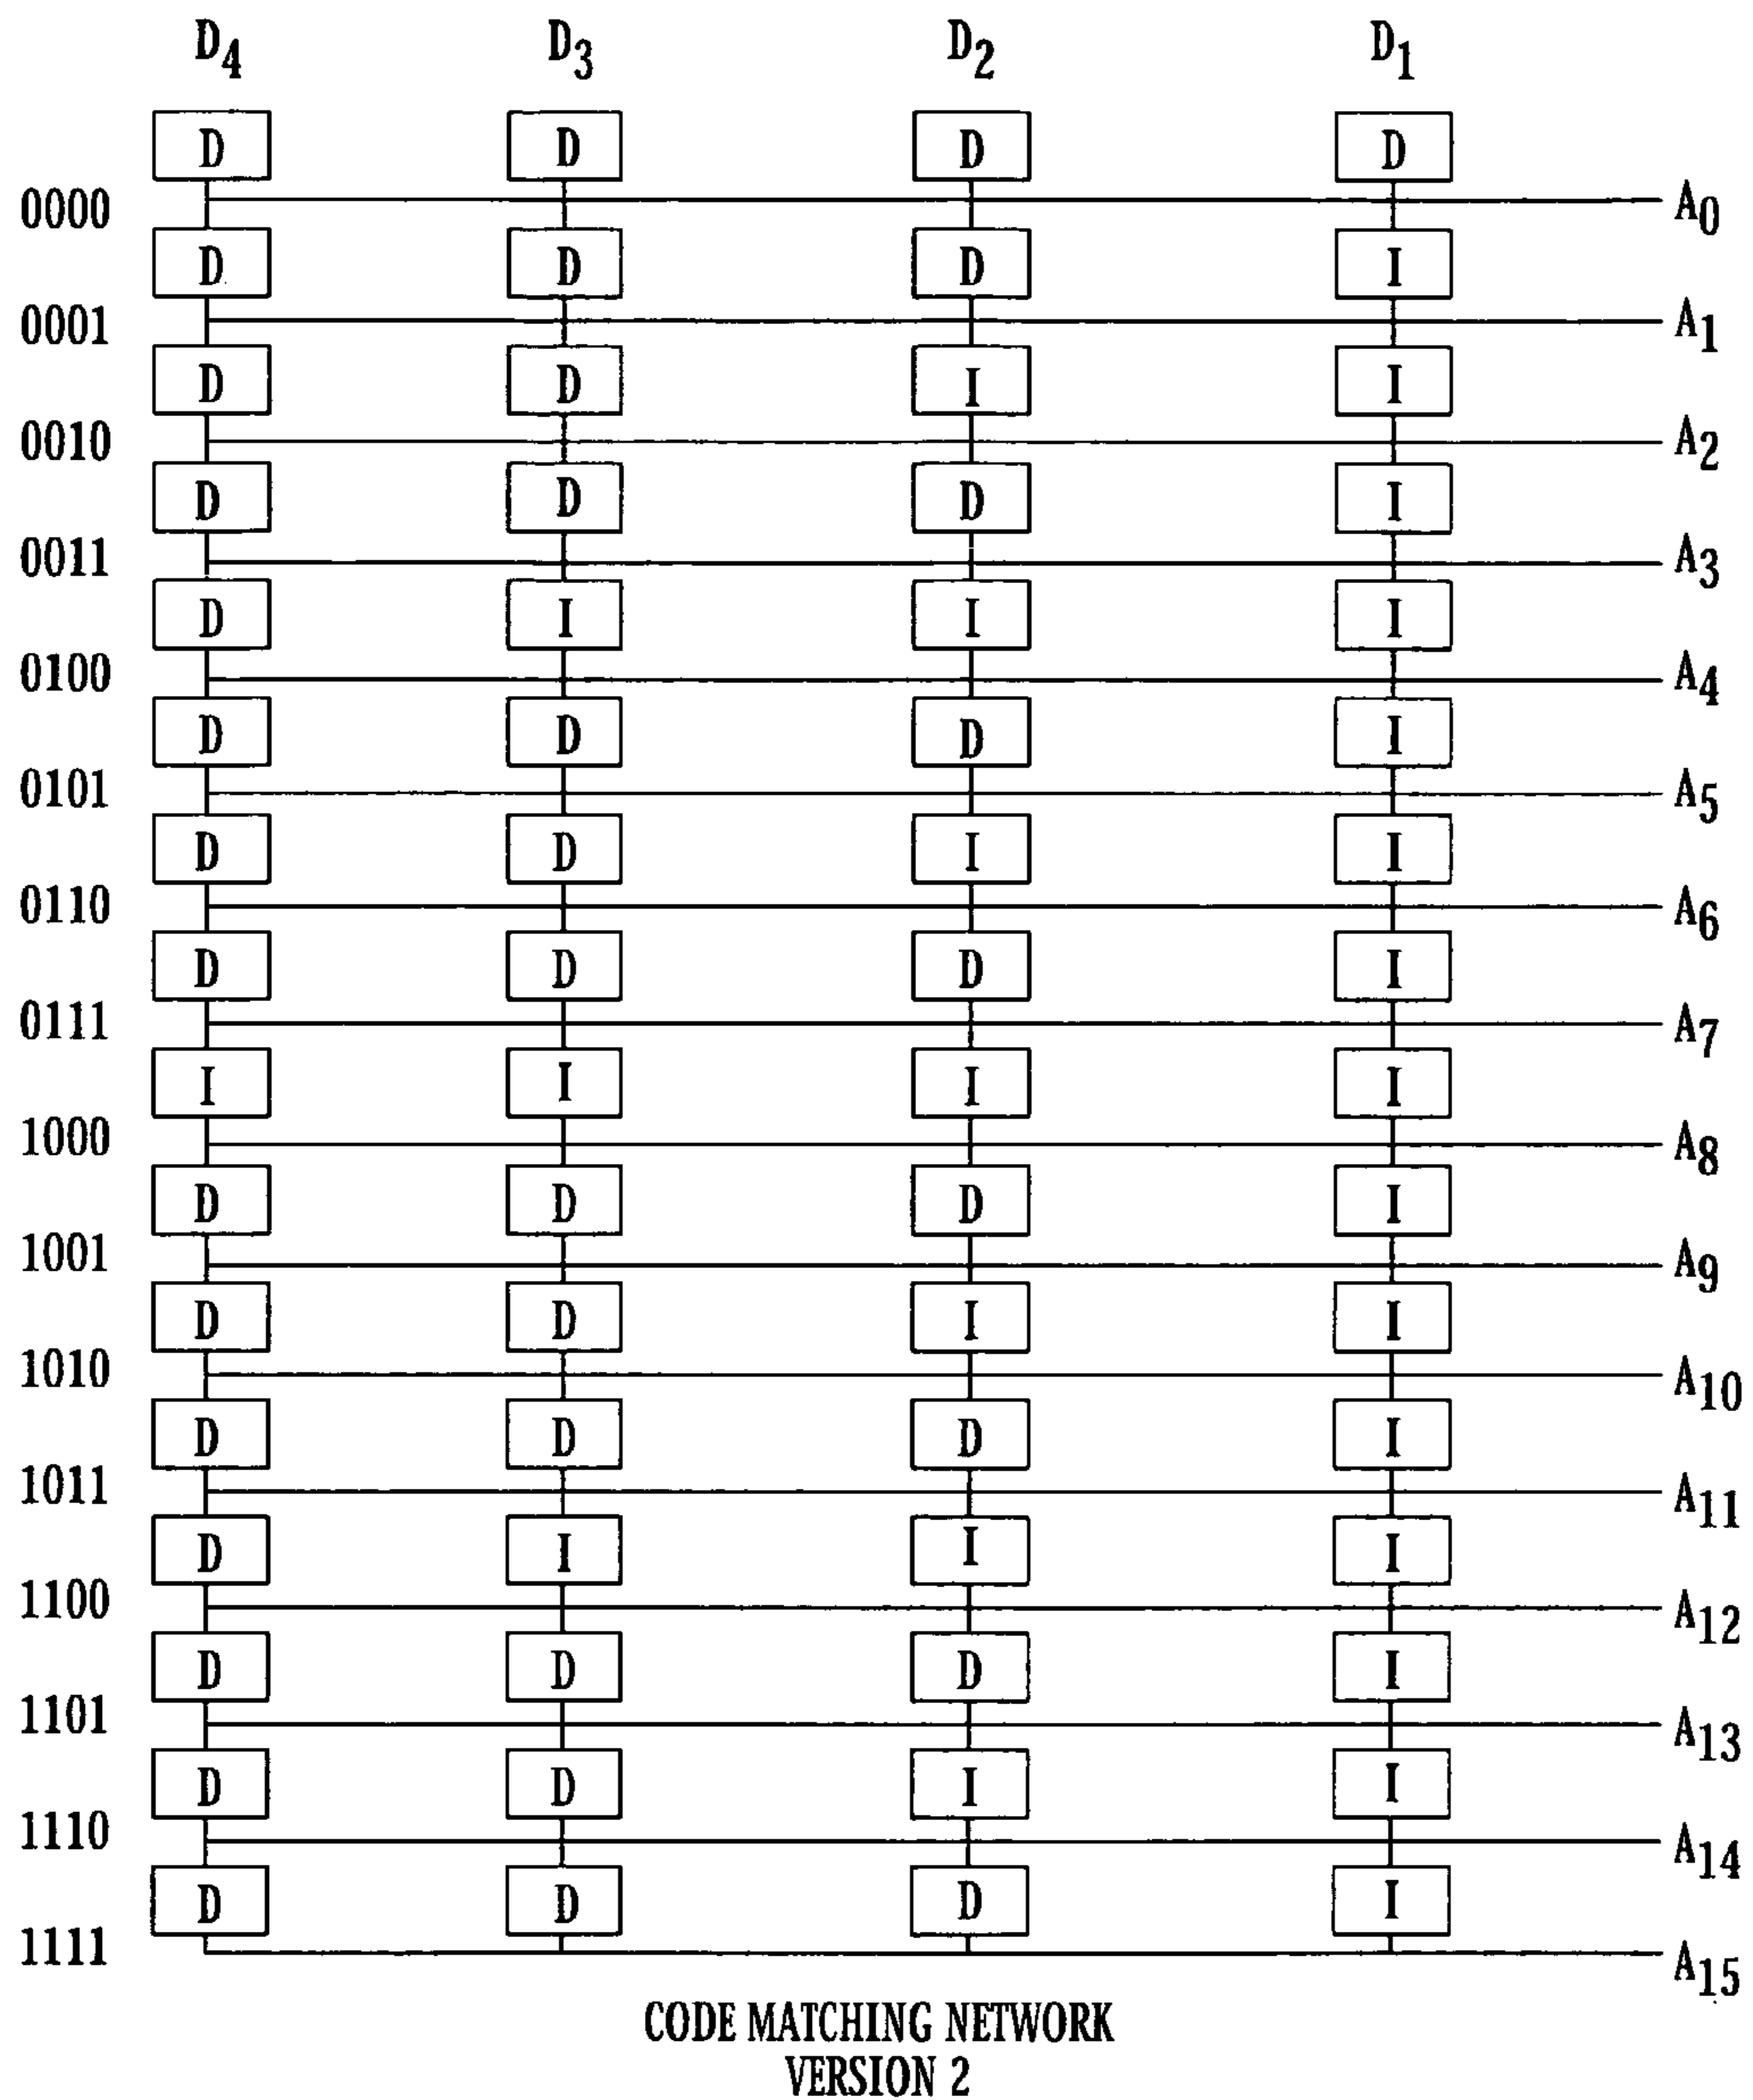 D4 D3 D2 D1
D D D D
0000 A0
D D D I
0001 A1
D D I I
0010 A2
D D D I
0011 A3
D I I I
0100 A4
D D D I
0101 A5
D D I I
0110 A6
D D D I
0111 A7
I I I I
1000 A8
D D D I
1001 A9
D D I I
1010 A10
D D D I
1011 A11
D I I I
1100 A12
D D D I
1101 A13
D D I I
1110 A14
D D D I
1111 A15
CODE MATCHING NETWORK
VERSION 2